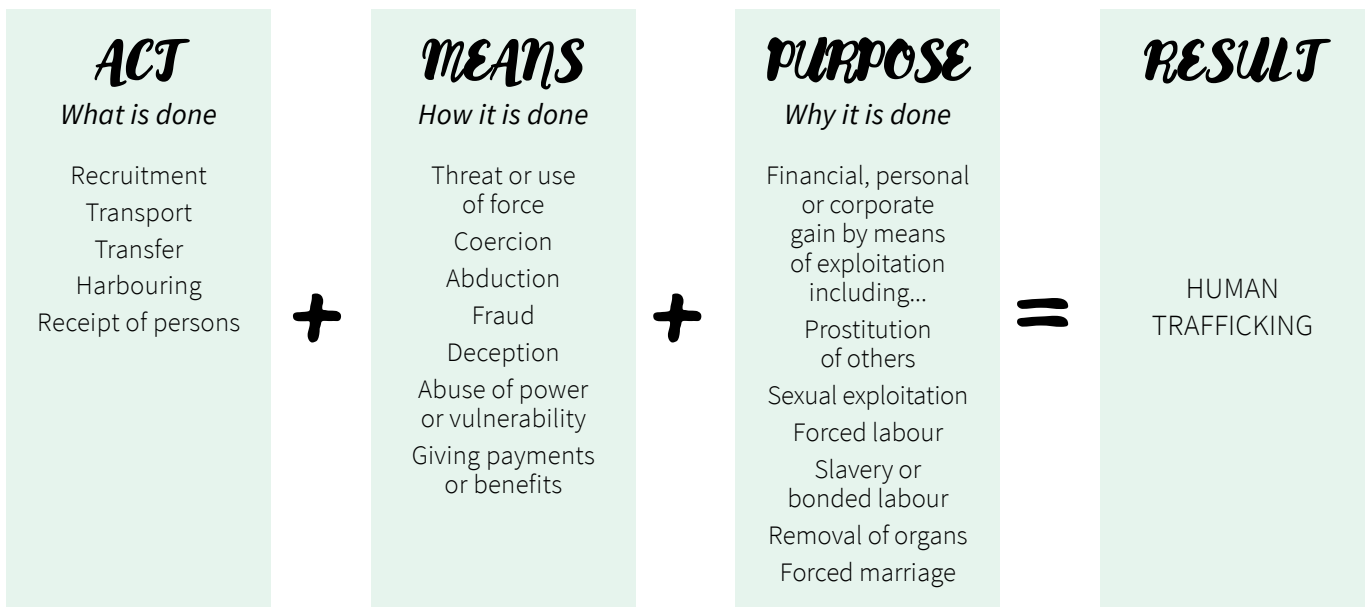 ACT
What is done
Recruitment
Transport
Transfer
Harbouring
Receipt of persons
+
MEANS
How it is done
Threat or use
of force
Coercion
Abduction
Fraud
Deception
Abuse of power
or vulnerability
Giving payments
or benefits
+
PURPOSE
Why it is done
Financial, personal
or corporate
gain by means
of exploitation
including...
Prostitution
of others
Sexual exploitation
Forced labour
Slavery or
bonded labour
Removal of organs
Forced marriage
=
RESULT
HUMAN
TRAFFICKING